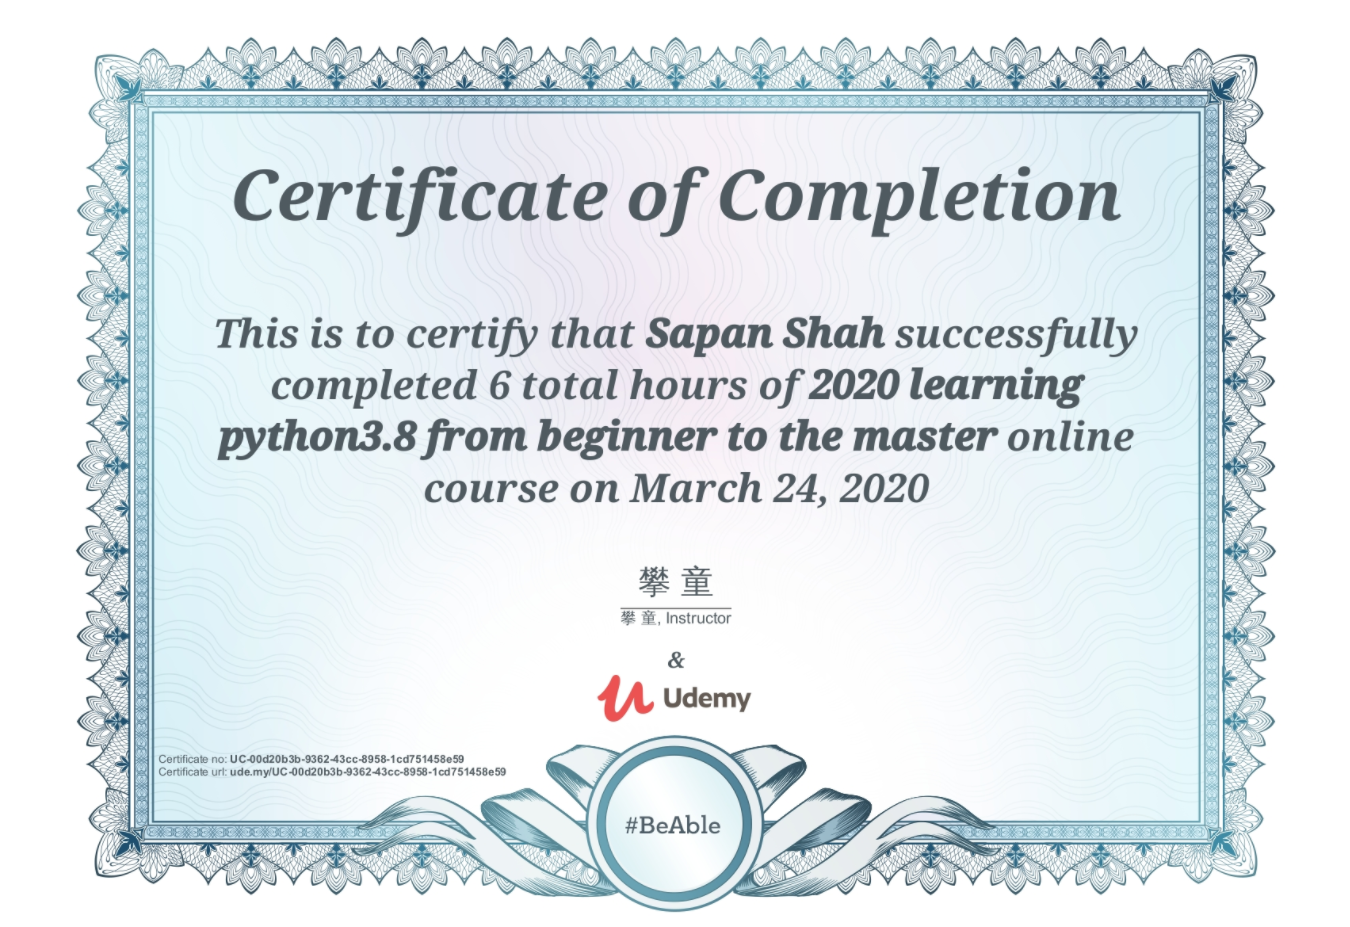 Certificate of Completion
This is to certify that Sapan Shah successfully
completed 6 total hours of 2020 learning
python3.8 from beginner to the master online
course on March 24, 2020
攀 童
攀 童, Instructor
&
Udemy
Certificate no: UC-00d20b3b-9362-43cc-8958-1cd751458e59
Certificate url: ude.my/UC-00d20b3b-9362-43cc-8958-1cd751458e59
#BeAble